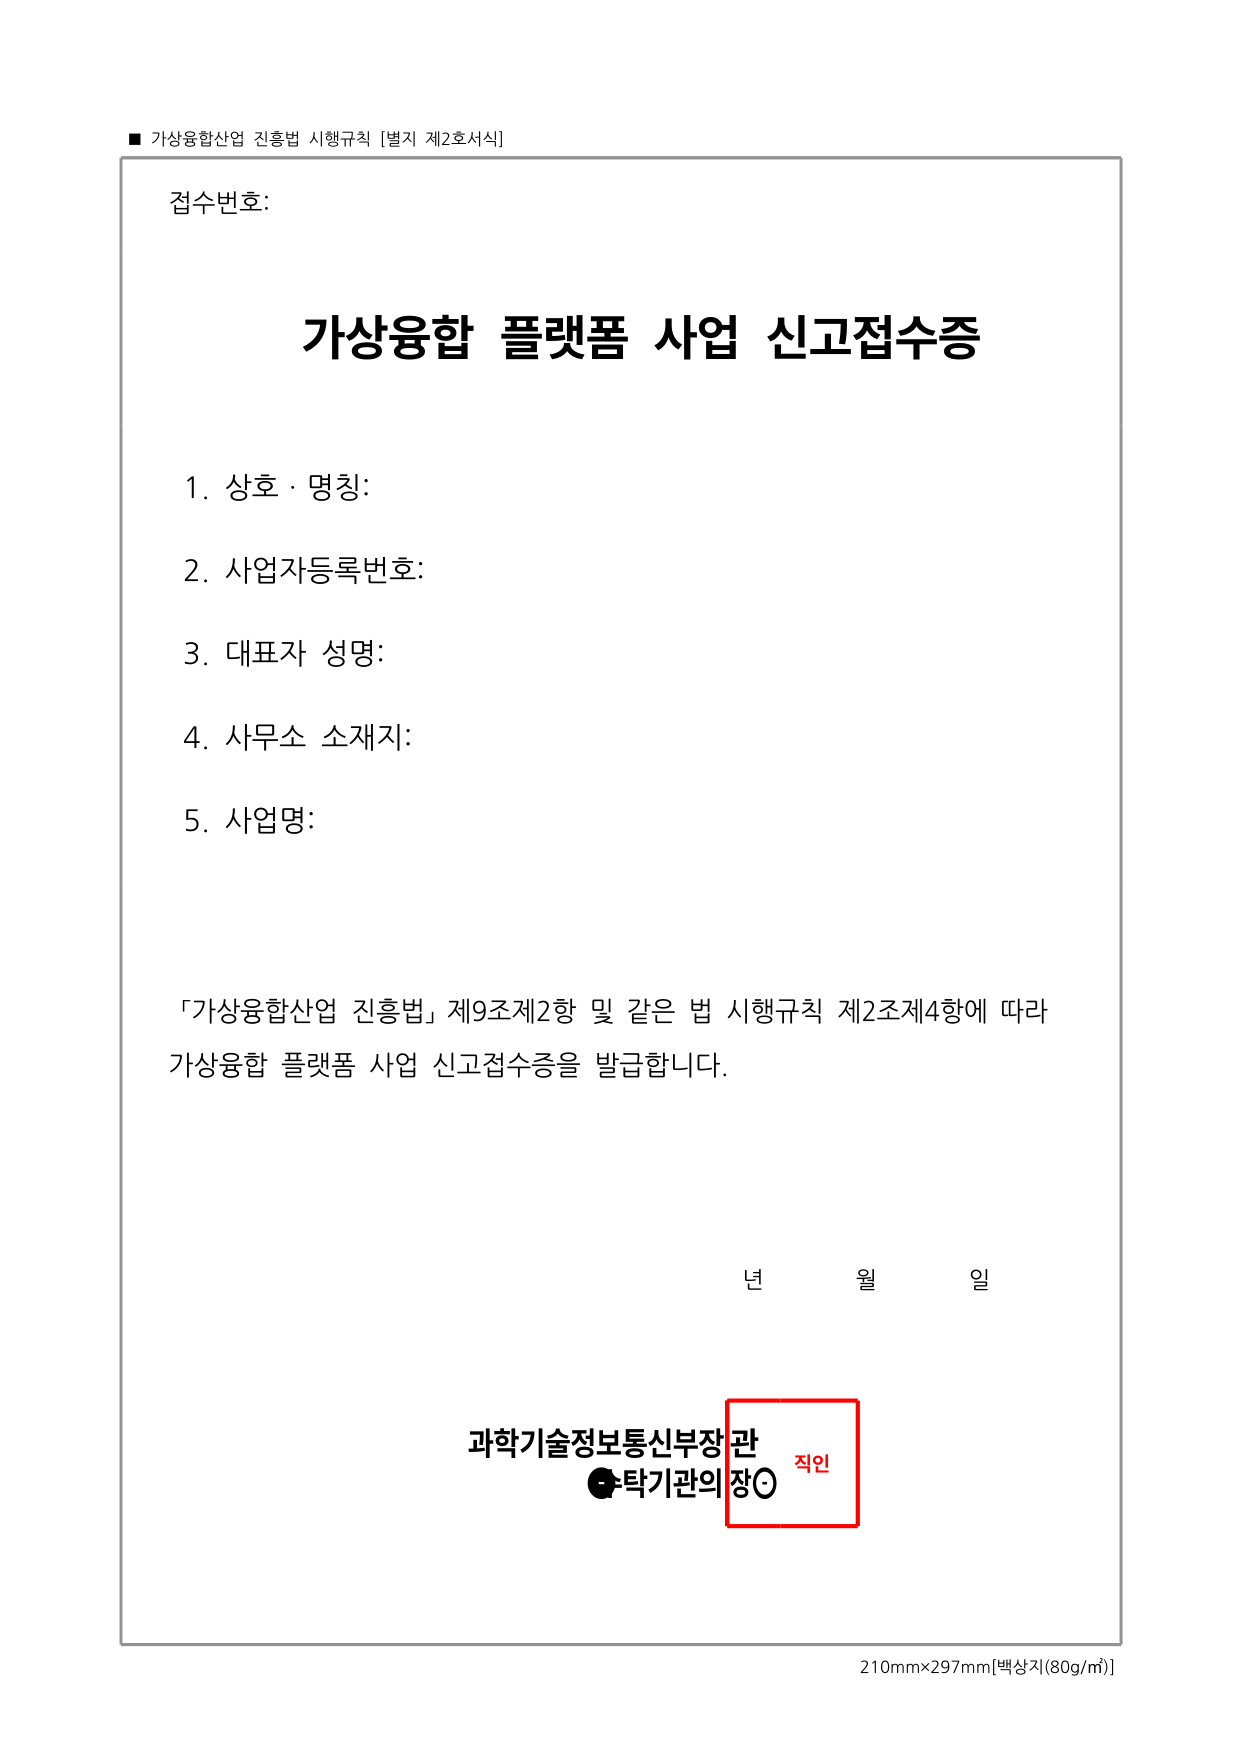 ■ 가상융합산업 진흥법 시행규칙 [별지 제2호서식]
접수번호:
가상융합 플랫폼 사업 신고접수증
1. 상호 · 명칭:
2. 사업자등록번호:
3. 대표자 성명:
4. 사무소 소재지:
5. 사업명:
「가상융합산업 진흥법」 제9조제2항 및 같은 법 시행규칙 제2조제4항에 따라
가상융합 플랫폼 사업 신고접수증을 발급합니다.
년 월 일
과학기술정보통신부장관
탁기관의 장
직인
210mm×297mm[백상지(80g/㎡)]